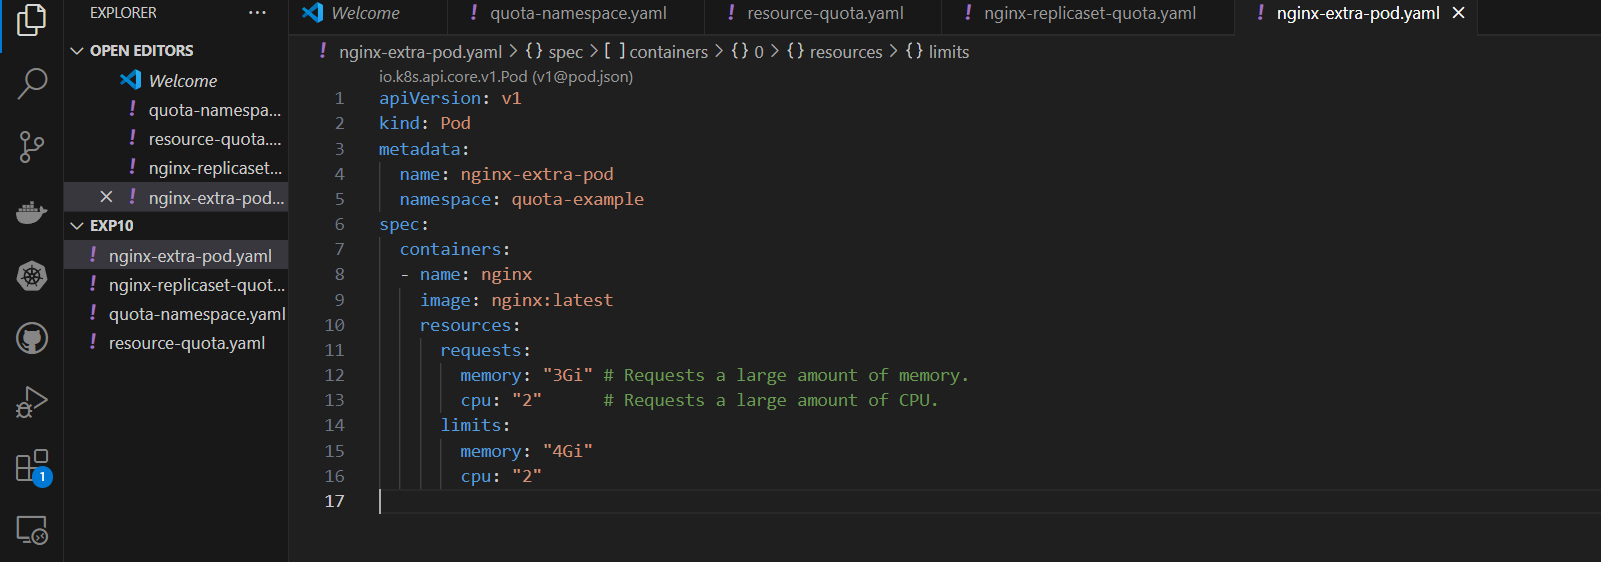 EXPLORER ···
OPEN EDITORS
Welcome
quota-namespa...
resource-quota....
nginx-replicaset...
nginx-extra-pod...
EXP10
nginx-extra-pod.yaml
nginx-replicaset-quot...
quota-namespace.yaml
resource-quota.yaml
1
Welcome quota-namespace.yaml resource-quota.yaml nginx-replicaset-quota.yaml nginx-extra-pod.yaml
! nginx-extra-pod.yaml > {} spec > [ ] containers > {} 0 > {} resources > {} limits
io.k8s.api.core.v1.Pod (v1@pod.json)
1 apiVersion: v1
2 kind: Pod
3 metadata:
4   name: nginx-extra-pod
5   namespace: quota-example
6 spec:
7   containers:
8   - name: nginx
9     image: nginx:latest
10     resources:
11       requests:
12         memory: "3Gi" # Requests a large amount of memory.
13         cpu: "2"      # Requests a large amount of CPU.
14       limits:
15         memory: "4Gi"
16         cpu: "2"
17